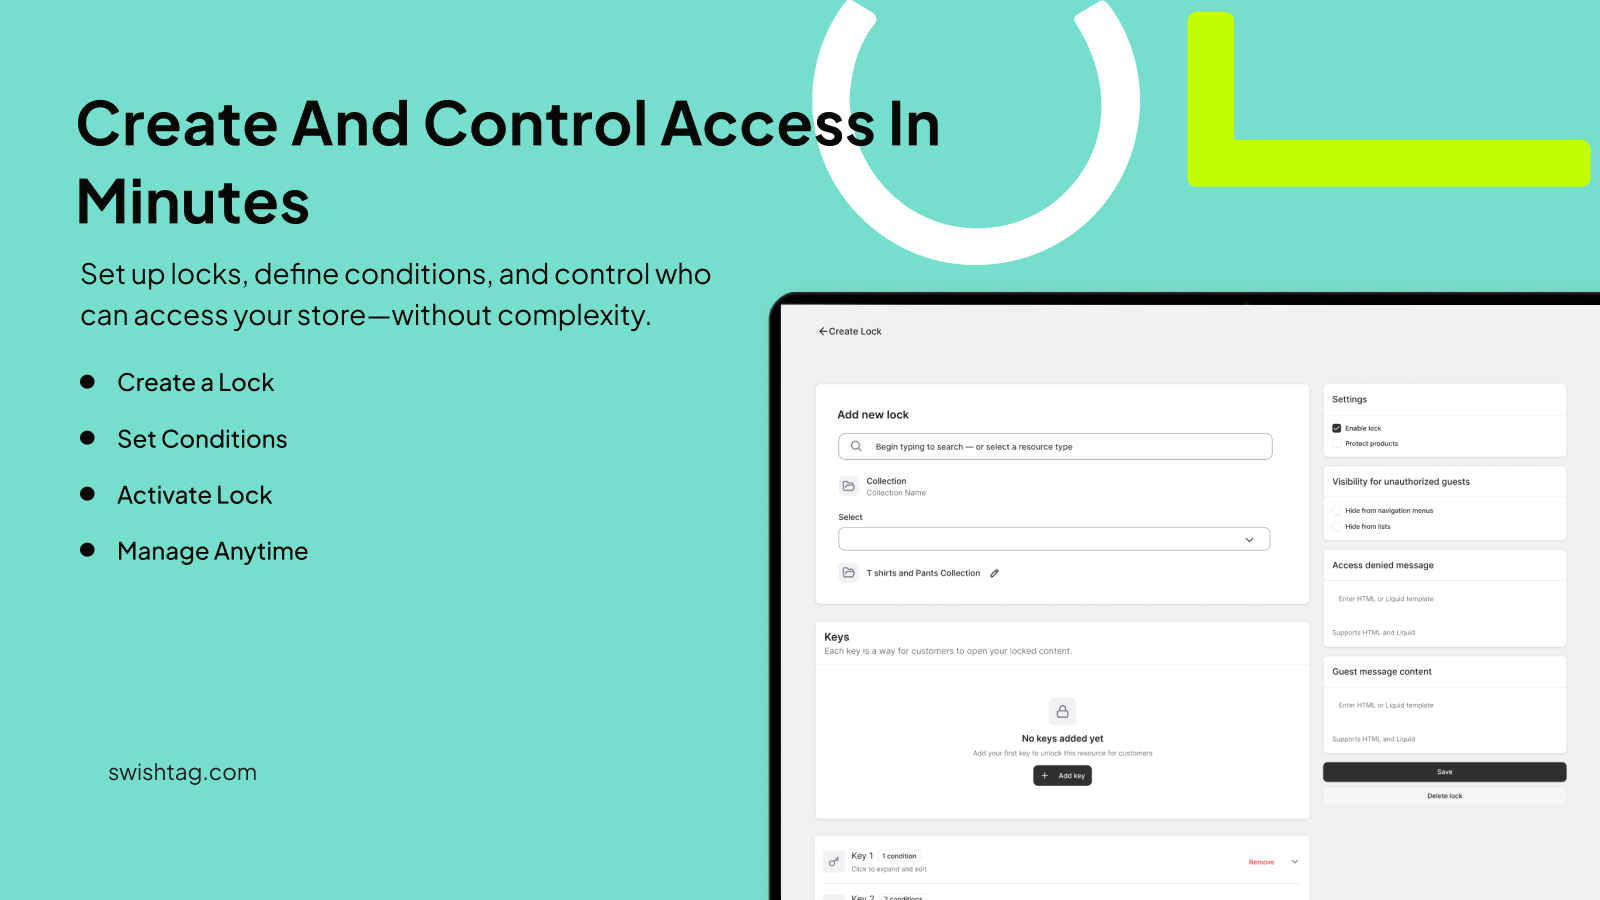 Create And Control Access In
Minutes
Set up locks, define conditions, and control who
can access your store—without complexity.
Create a Lock
Set Conditions
Activate Lock
Manage Anytime
swishtag.com
Create Lock
Add new lock
Begin typing to search — or select a resource type
Collection
Collection Name
Select
T shirts and Pants Collection
Keys
Each key is a way for customers to open your locked content.
No keys added yet
Add your first key to unlock this resource for customers
Add key
Key 1 1 condition
Click to expand and edit
Remove
Key 2 2 conditions
Settings
Enable lock
Protect products
Visibility for unauthorized guests
Hide from navigation menus
Hide from lists
Access denied message
Enter HTML or Liquid template
Supports HTML and Liquid
Guest message content
Enter HTML or Liquid template
Supports HTML and Liquid
Save
Delete lock